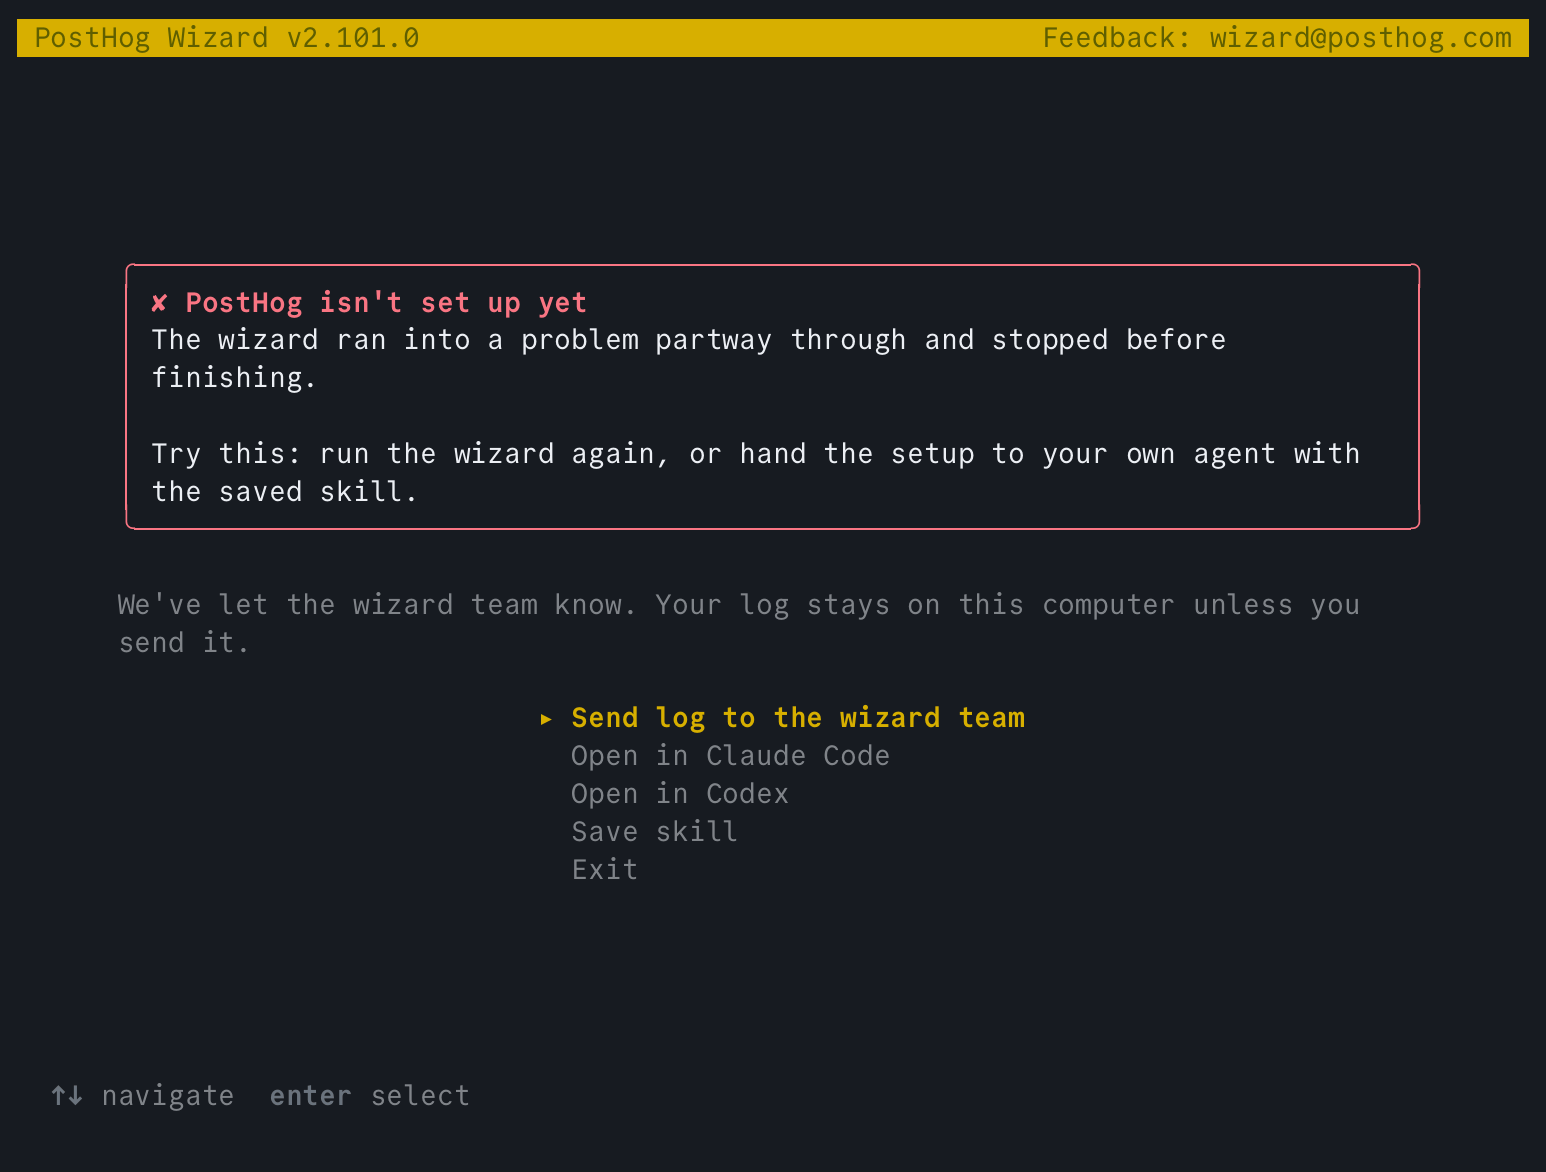 PostHog Wizard v2.101.0 Feedback: wizard@posthog.com
✘ PostHog isn't set up yet
The wizard ran into a problem partway through and stopped before
finishing.
Try this: run the wizard again, or hand the setup to your own agent with
the saved skill.
We've let the wizard team know. Your log stays on this computer unless you
send it.
▸ Send log to the wizard team
Open in Claude Code
Open in Codex
Save skill
Exit
↑↓ navigate enter select